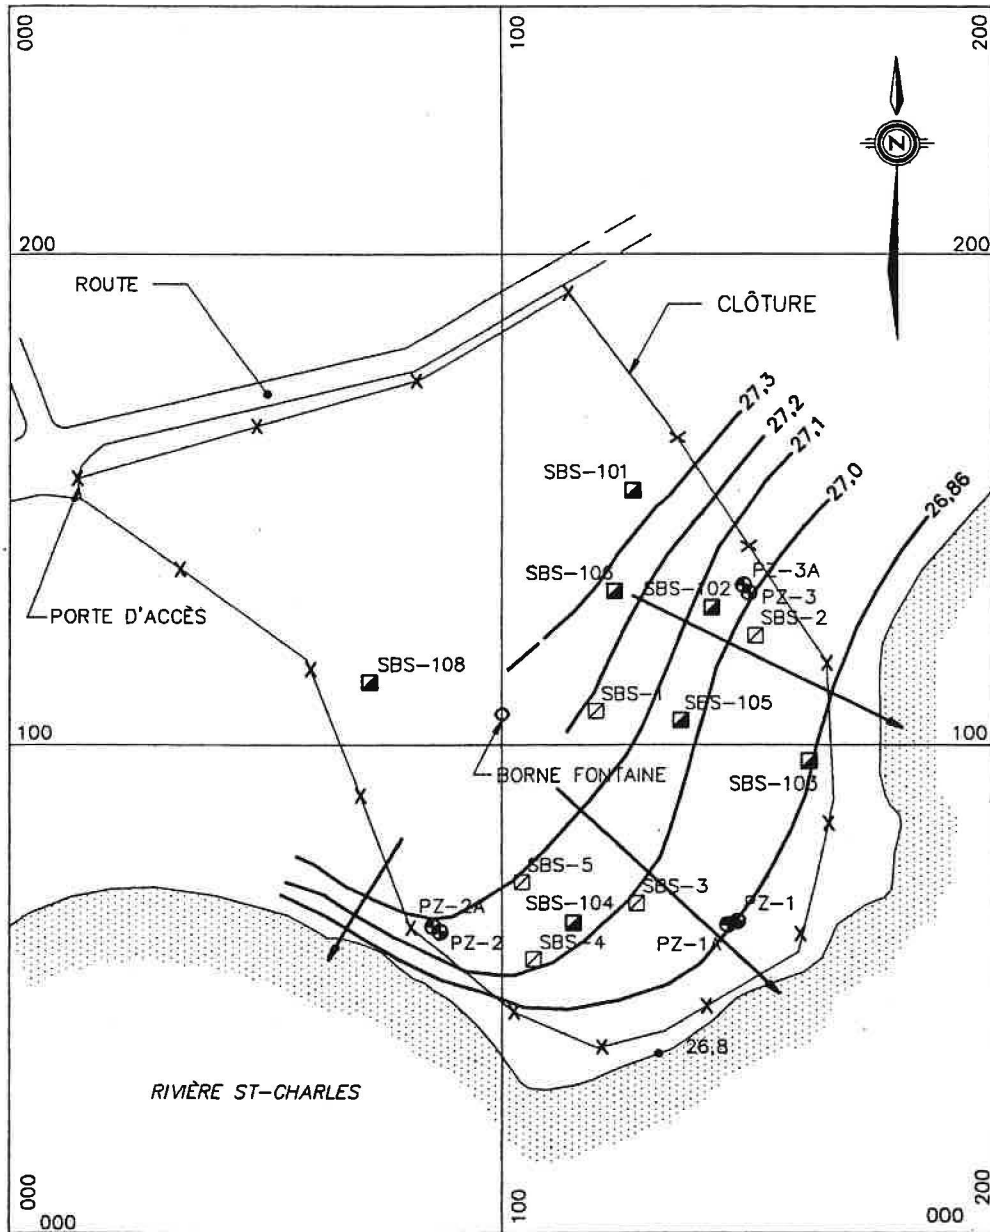 000
100
200
N
200
200
ROUTE
CLÔTURE
27,3
27,2
27,1
27,0
26,86
SBS-101
PZ-3A
SBS-106
SBS-102
PZ-3
SBS-2
PORTE D'ACCÈS
SBS-108
SBS-1
SBS-105
100
100
BORNE FONTAINE
SBS-103
SBS-5
SBS-3
PZ-2A
SBS-104
PZ-1
PZ-2
PZ-1A
SBS-4
26,8
RIVIÈRE ST-CHARLES
000
000
100
000
200